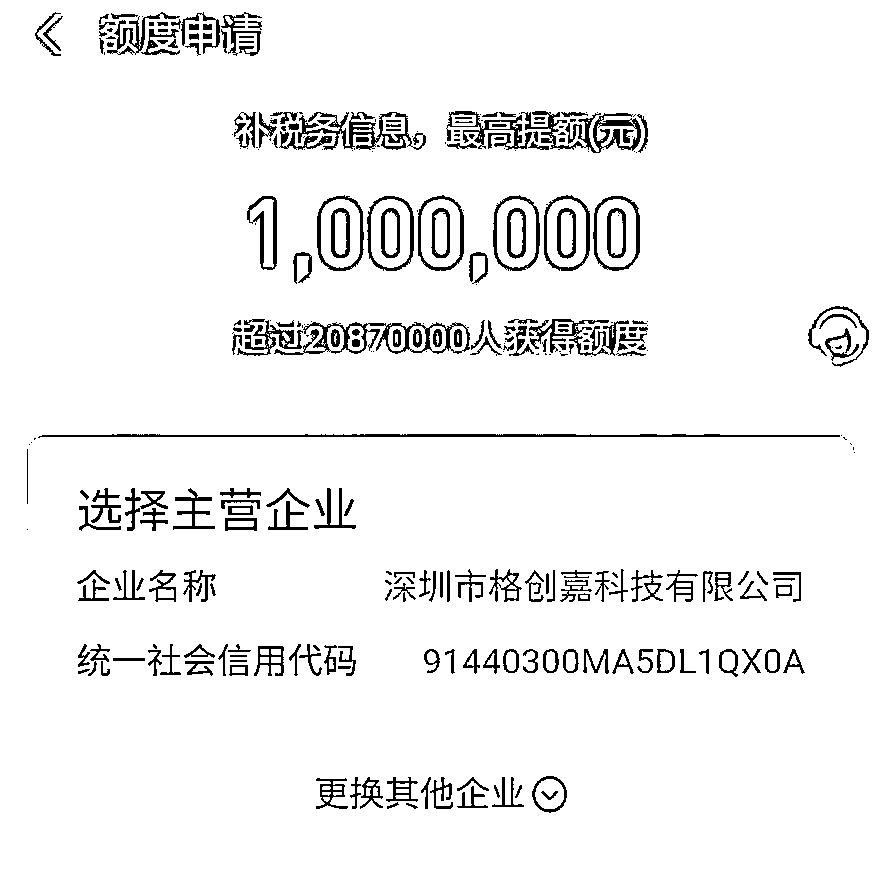 额度申请
补税务信息，最高提额(元)
1,000,000
超过20870000人获得额度
选择主营企业
企业名称 深圳市格创嘉科技有限公司
统一社会信用代码 91440300MA5DL1QX0A
更换其他企业